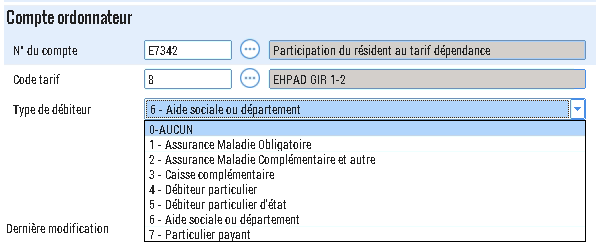 Compte ordonnateur
N° du compte E7342 Participation du résident au tarif dépendance
Code tarif 8 EHPAD GIR 1-2
Type de débiteur 6 - Aide sociale ou département
0-AUCUN
1 - Assurance Maladie Obligatoire
2 - Assurance Maladie Complémentaire et autre
3 - Caisse complémentaire
4 - Débiteur particulier
5 - Débiteur particulier d'état
6 - Aide sociale ou département
Dernière modification
7 - Particulier payant